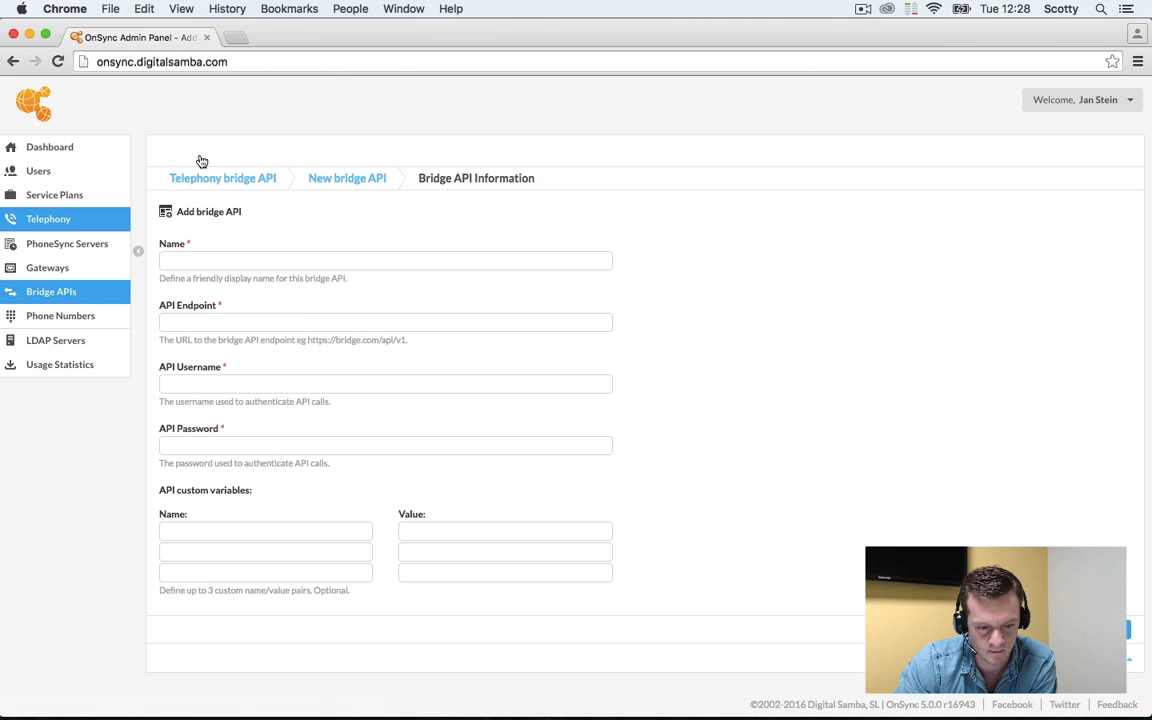 Chrome File Edit View History Bookmarks People Window Help Tue 12:28 Scotty
OnSync Admin Panel - Add
onsync.digitalsamba.com
Welcome, Jan Stein
Dashboard
Users
Service Plans
Telephony
PhoneSync Servers
Gateways
Bridge APIs
Phone Numbers
LDAP Servers
Usage Statistics
Telephony bridge API New bridge API Bridge API Information
Add bridge API
Name *
Define a friendly display name for this bridge API.
API Endpoint *
The URL to the bridge API endpoint eg https://bridge.com/api/v1.
API Username *
The username used to authenticate API calls.
API Password *
The password used to authenticate API calls.
API custom variables:
Name: Value:
Define up to 3 custom name/value pairs. Optional.
©2002-2016 Digital Samba, SL | OnSync 5.0.0 r16943 Facebook Twitter Feedback